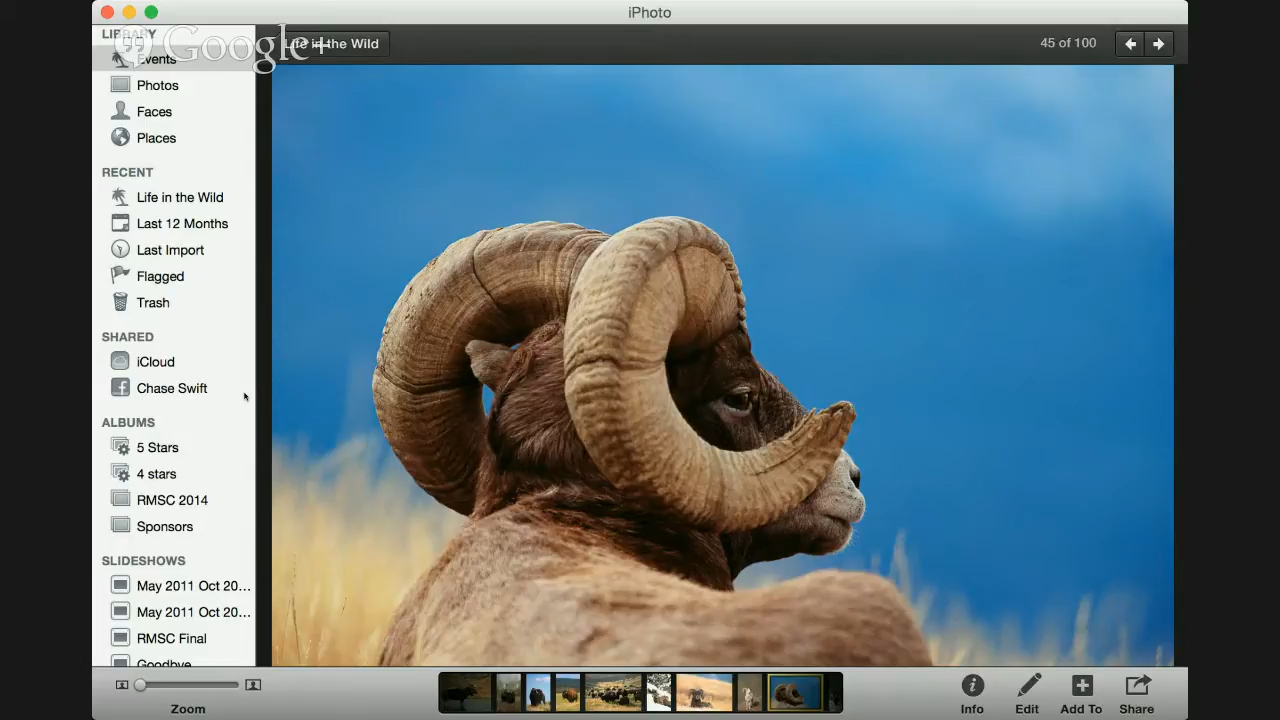 iPhoto
Google+
Life in the Wild
45 of 100
LIBRARY
Events
Photos
Faces
Places
RECENT
Life in the Wild
Last 12 Months
Last Import
Flagged
Trash
SHARED
iCloud
Chase Swift
ALBUMS
5 Stars
4 stars
RMSC 2014
Sponsors
SLIDESHOWS
May 2011 Oct 20...
May 2011 Oct 20...
RMSC Final
Goodbye
Zoom
Info
Edit
Add To
Share